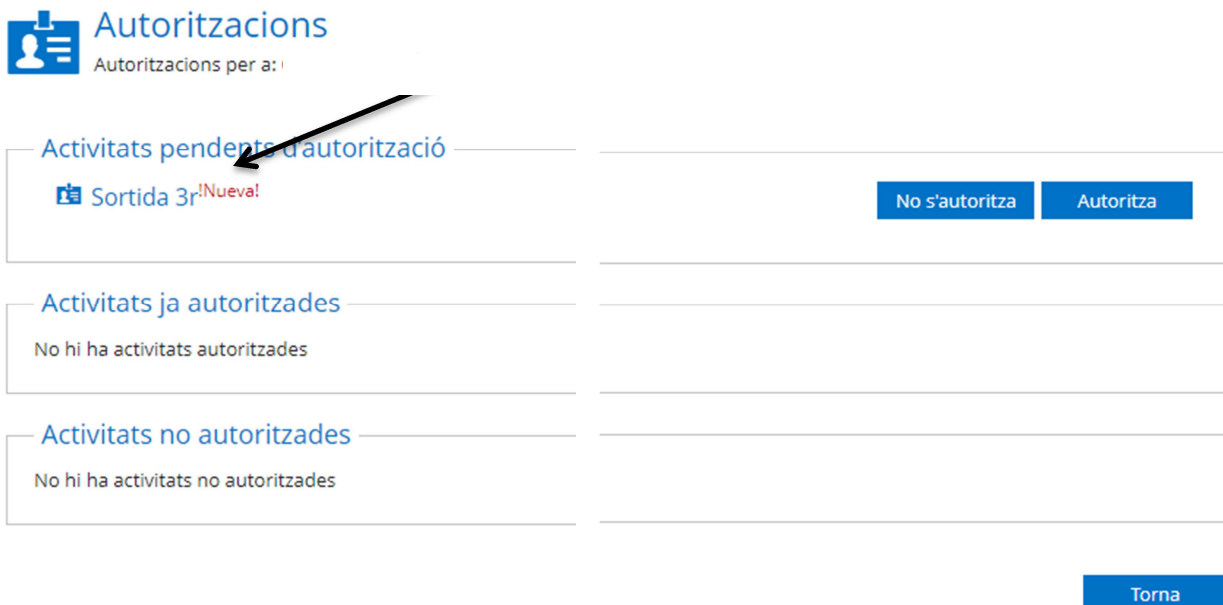 Autoritzacions
Autoritzacions per a:
Activitats pendents d'autorització
Sortida 3r !Nueva!
No s'autoritza Autoritza
Activitats ja autoritzades
No hi ha activitats autoritzades
Activitats no autoritzades
No hi ha activitats no autoritzades
Torna